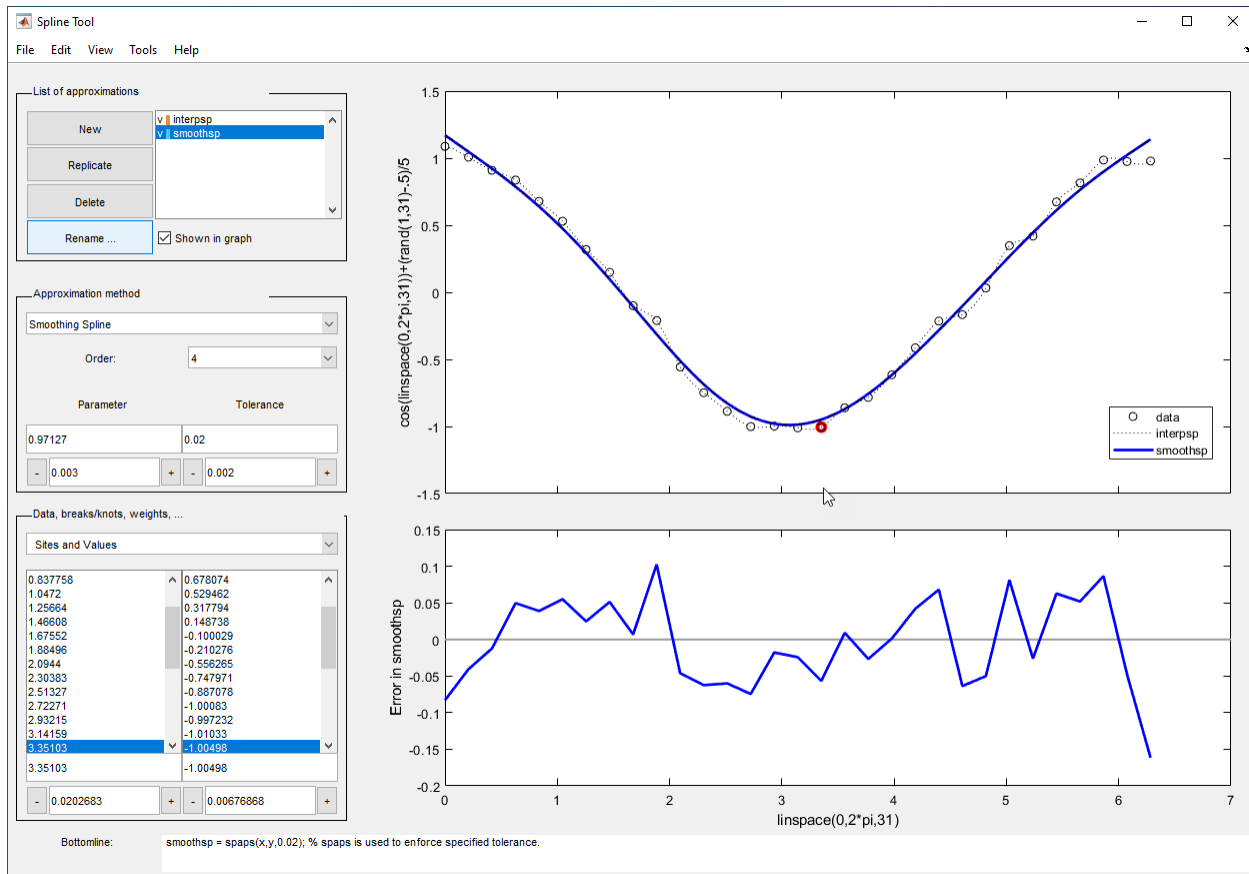 Spline Tool
File Edit View Tools Help
List of approximations
New
Replicate
Delete
Rename ...
v || interpsp
v || smoothsp
Shown in graph
Approximation method
Smoothing Spline
Order: 4
Parameter Tolerance
0.97127 0.02
- 0.003 + - 0.002 +
Data, breaks/knots, weights, ...
Sites and Values
0.837758 0.678074
1.0472 0.529462
1.25664 0.317794
1.46608 0.148738
1.67552 -0.100029
1.88496 -0.210276
2.0944 -0.556265
2.30383 -0.747971
2.51327 -0.887078
2.72271 -1.00083
2.93215 -0.997232
3.14159 -1.01033
3.35103 -1.00498
3.35103 -1.00498
- 0.0202683 + - 0.00676868 +
Bottomline: smoothsp = spaps(x,y,0.02); % spaps is used to enforce specified tolerance.
cos(linspace(0,2*pi,31))+(rand(1,31)-.5)/5
1.5
1
0.5
0
-0.5
-1
-1.5
data
interpsp
smoothsp
Error in smoothsp
0.15
0.1
0.05
0
-0.05
-0.1
-0.15
-0.2
0 1 2 3 4 5 6 7
linspace(0,2*pi,31)